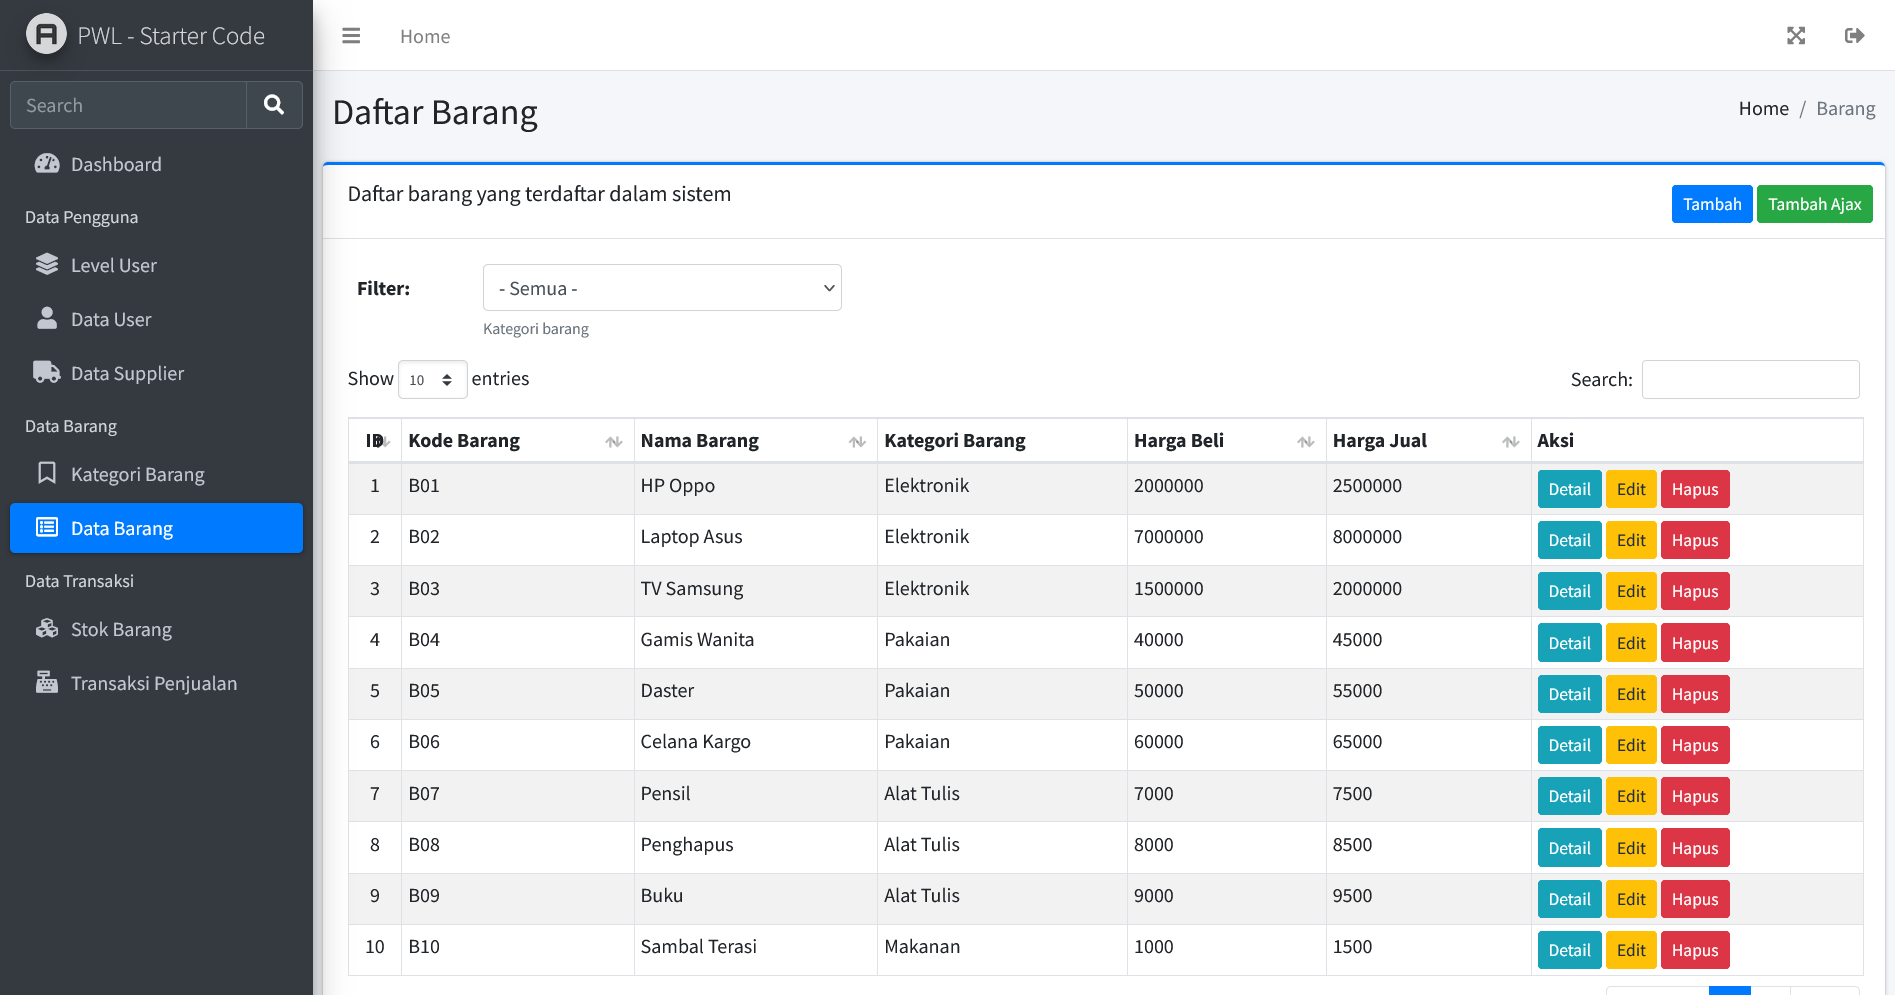 PWL - Starter Code
Home
Search
Daftar Barang
Home / Barang
Dashboard
Data Pengguna
Level User
Data User
Data Supplier
Data Barang
Kategori Barang
Data Barang
Data Transaksi
Stok Barang
Transaksi Penjualan
Daftar barang yang terdaftar dalam sistem
Tambah Tambah Ajax
Filter: - Semua -
Kategori barang
Show 10 entries Search:
ID Kode Barang Nama Barang Kategori Barang Harga Beli Harga Jual Aksi
1 B01 HP Oppo Elektronik 2000000 2500000 Detail Edit Hapus
2 B02 Laptop Asus Elektronik 7000000 8000000 Detail Edit Hapus
3 B03 TV Samsung Elektronik 1500000 2000000 Detail Edit Hapus
4 B04 Gamis Wanita Pakaian 40000 45000 Detail Edit Hapus
5 B05 Daster Pakaian 50000 55000 Detail Edit Hapus
6 B06 Celana Kargo Pakaian 60000 65000 Detail Edit Hapus
7 B07 Pensil Alat Tulis 7000 7500 Detail Edit Hapus
8 B08 Penghapus Alat Tulis 8000 8500 Detail Edit Hapus
9 B09 Buku Alat Tulis 9000 9500 Detail Edit Hapus
10 B10 Sambal Terasi Makanan 1000 1500 Detail Edit Hapus